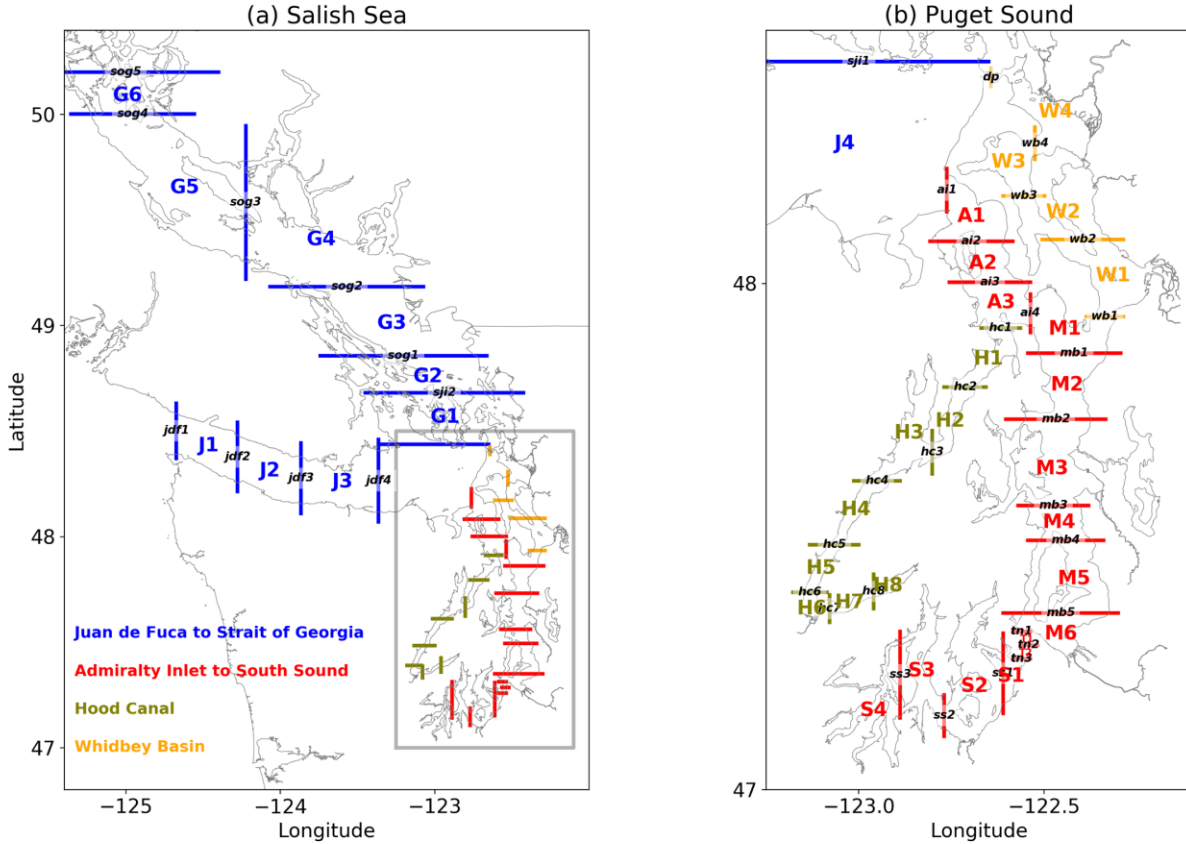 (a) Salish Sea
(b) Puget Sound
sog5
G6
sog4
50
G5
sog3
G4
sog2
49
G3
sog1
G2
sji2
G1
jdf1
J1
jdf2
J2
jdf3
J3
jdf4
48
47
Latitude
Juan de Fuca to Strait of Georgia
Admiralty Inlet to South Sound
Hood Canal
Whidbey Basin
−125
−124
−123
Longitude
sji1
dp
J4
W4
wb4
W3
ai1
wb3
A1
W2
ai2
wb2
A2
W1
48
ai3
A3
ai4
wb1
hc1
M1
H1
mb1
hc2
M2
H2
mb2
H3
hc3
M3
hc4
mb3
H4
M4
hc5
mb4
H5
M5
H8
hc6
hc8
H6
hc7
H7
mb5
tn1
M6
tn2
tn3
S3
ss3
ss1
S1
S2
S4
ss2
47
−123.0
−122.5
Longitude